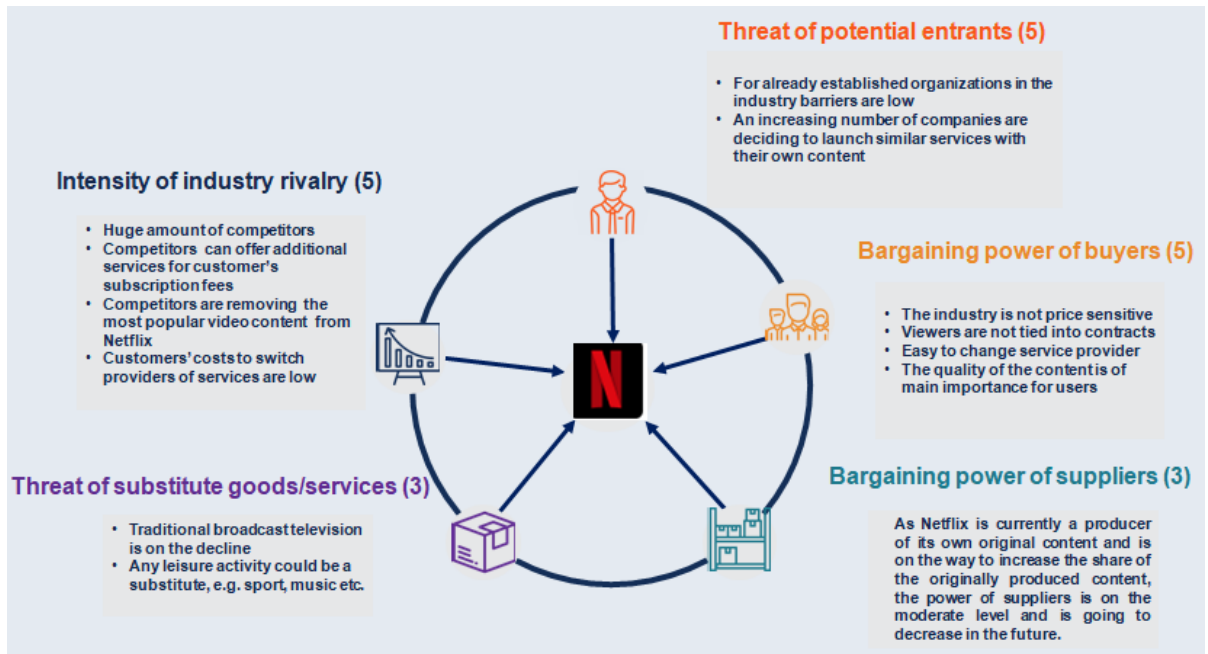 Threat of potential entrants (5)
• For already established organizations in the
industry barriers are low
• An increasing number of companies are
deciding to launch similar services with
their own content
Intensity of industry rivalry (5)
• Huge amount of competitors
• Competitors can offer additional
services for customer's
subscription fees
• Competitors are removing the
most popular video content from
Netflix
• Customers' costs to switch
providers of services are low
Bargaining power of buyers (5)
• The industry is not price sensitive
• Viewers are not tied into contracts
• Easy to change service provider
• The quality of the content is of
main importance for users
N
Threat of substitute goods/services (3)
• Traditional broadcast television
is on the decline
• Any leisure activity could be a
substitute, e.g. sport, music etc.
Bargaining power of suppliers (3)
As Netflix is currently a producer
of its own original content and is
on the way to increase the share of
the originally produced content,
the power of suppliers is on the
moderate level and is going to
decrease in the future.